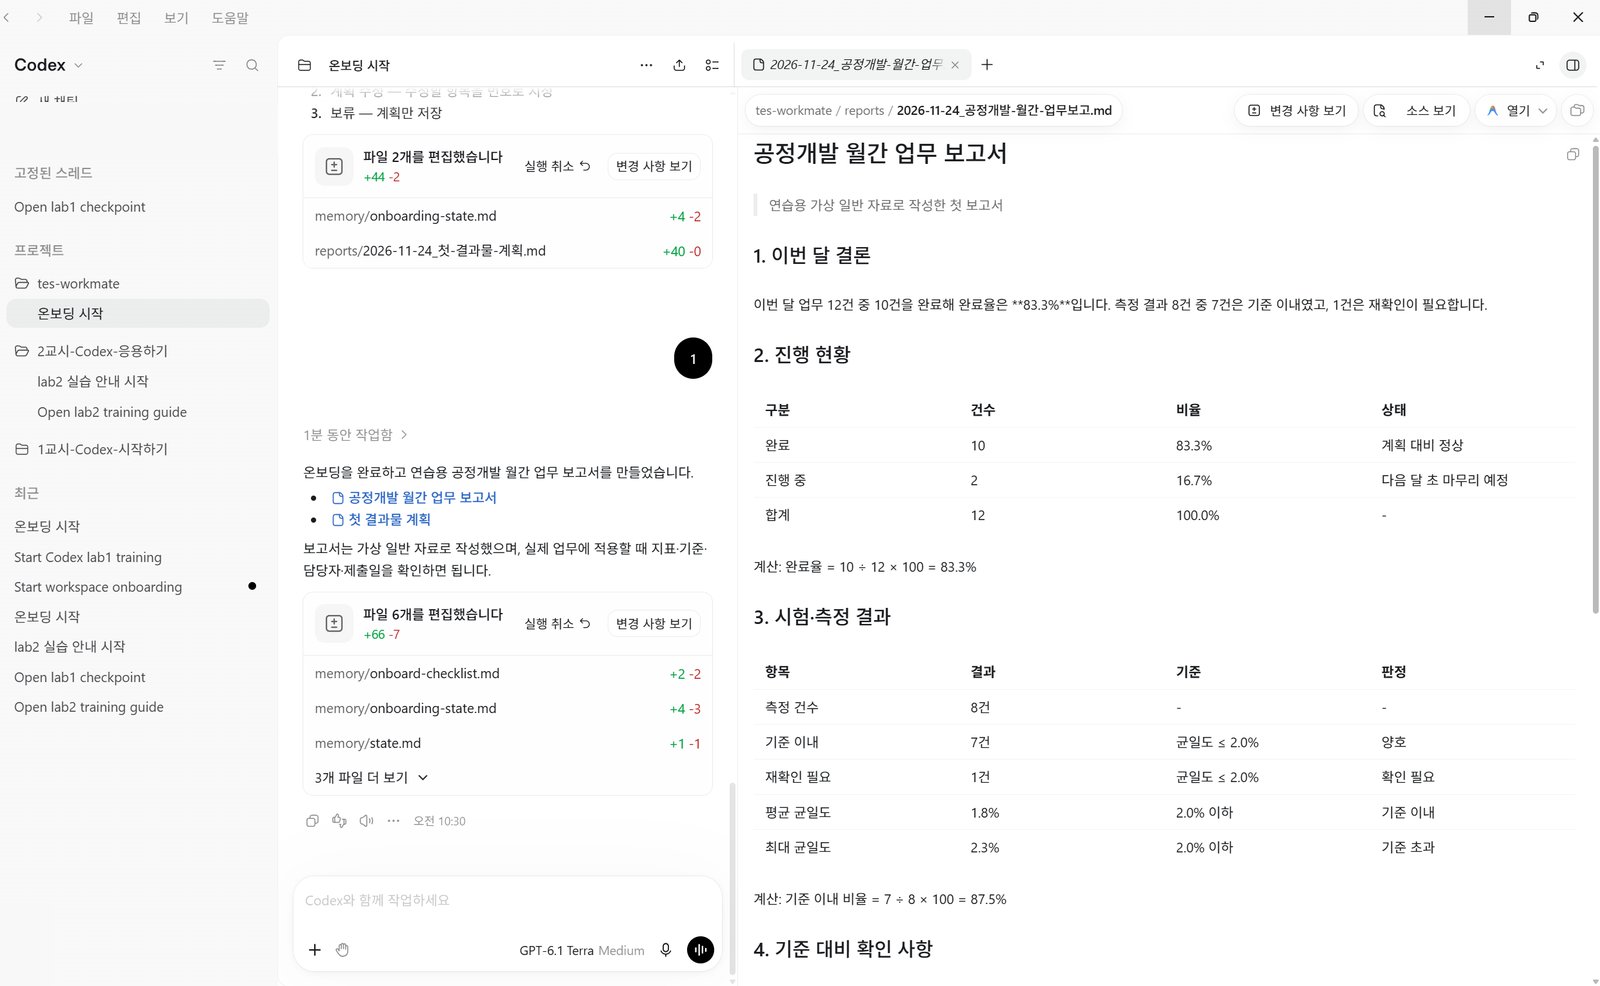 파일 편집 보기 도움말
Codex
새 채팅
고정된 스레드
Open lab1 checkpoint
프로젝트
tes-workmate
온보딩 시작
2교시-Codex-응용하기
lab2 실습 안내 시작
Open lab2 training guide
1교시-Codex-시작하기
최근
온보딩 시작
Start Codex lab1 training
Start workspace onboarding
온보딩 시작
lab2 실습 안내 시작
Open lab1 checkpoint
Open lab2 training guide
온보딩 시작
2. 계획 수정 — 수정할 항목을 번호로 지정
3. 보류 — 계획만 저장
파일 2개를 편집했습니다
+44 -2
실행 취소
변경 사항 보기
memory/onboarding-state.md +4 -2
reports/2026-11-24_첫-결과물-계획.md +40 -0
1
1분 동안 작업함
온보딩을 완료하고 연습용 공정개발 월간 업무 보고서를 만들었습니다.
• 공정개발 월간 업무 보고서
• 첫 결과물 계획
보고서는 가상 일반 자료로 작성했으며, 실제 업무에 적용할 때 지표·기준·
담당자·제출일을 확인하면 됩니다.
파일 6개를 편집했습니다
+66 -7
실행 취소
변경 사항 보기
memory/onboard-checklist.md +2 -2
memory/onboarding-state.md +4 -3
memory/state.md +1 -1
3개 파일 더 보기
오전 10:30
Codex와 함께 작업하세요
GPT-6.1 Terra Medium
2026-11-24_공정개발-월간-업무
tes-workmate / reports / 2026-11-24_공정개발-월간-업무보고.md
변경 사항 보기
소스 보기
열기
공정개발 월간 업무 보고서
연습용 가상 일반 자료로 작성한 첫 보고서
1. 이번 달 결론
이번 달 업무 12건 중 10건을 완료해 완료율은 **83.3%**입니다. 측정 결과 8건 중 7건은 기준 이내였고, 1건은 재확인이 필요합니다.
2. 진행 현황
구분 건수 비율 상태
완료 10 83.3% 계획 대비 정상
진행 중 2 16.7% 다음 달 초 마무리 예정
합계 12 100.0% -
계산: 완료율 = 10 ÷ 12 × 100 = 83.3%
3. 시험·측정 결과
항목 결과 기준 판정
측정 건수 8건 - -
기준 이내 7건 균일도 ≤ 2.0% 양호
재확인 필요 1건 균일도 ≤ 2.0% 확인 필요
평균 균일도 1.8% 2.0% 이하 기준 이내
최대 균일도 2.3% 2.0% 이하 기준 초과
계산: 기준 이내 비율 = 7 ÷ 8 × 100 = 87.5%
4. 기준 대비 확인 사항